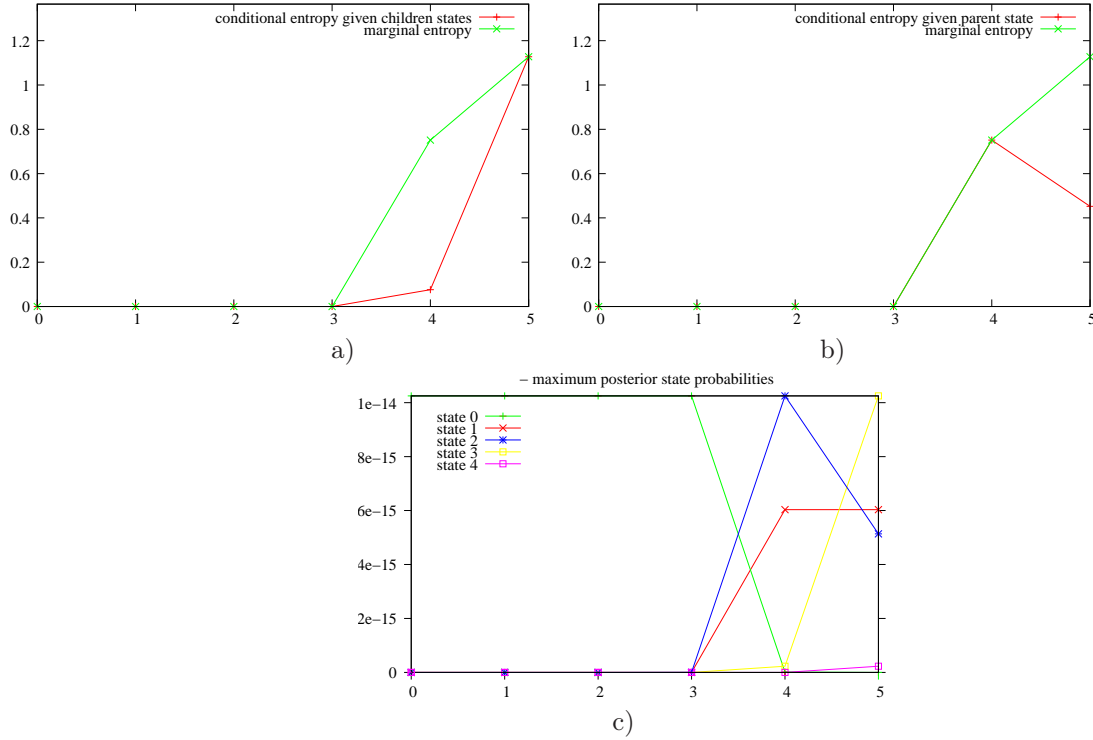 conditional entropy given children states
marginal entropy
1.2
1
0.8
0.6
0.4
0.2
0
0 1 2 3 4 5
a)
conditional entropy given parent state
marginal entropy
1.2
1
0.8
0.6
0.4
0.2
0
0 1 2 3 4 5
b)
– maximum posterior state probabilities
1e-14
8e-15
6e-15
4e-15
2e-15
0
state 0
state 1
state 2
state 3
state 4
0 1 2 3 4 5
c)